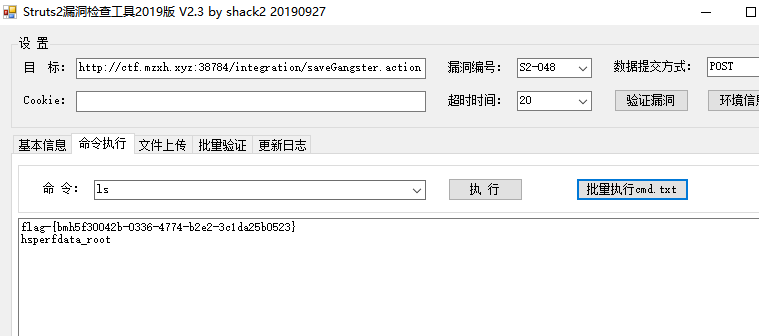 Struts2漏洞检查工具2019版 V2.3 by shack2 20190927
设 置
目 标: http://ctf.mzxh.xyz:38784/integration/saveGangster.action 漏洞编号: S2-048 数据提交方式: POST
Cookie: 超时时间: 20 验证漏洞 环境信息
基本信息 命令执行 文件上传 批量验证 更新日志
命 令: ls 执 行 批量执行cmd.txt
flag-{bmh5f30042b-0336-4774-b2e2-3c1da25b0523}
hsperfdata_root